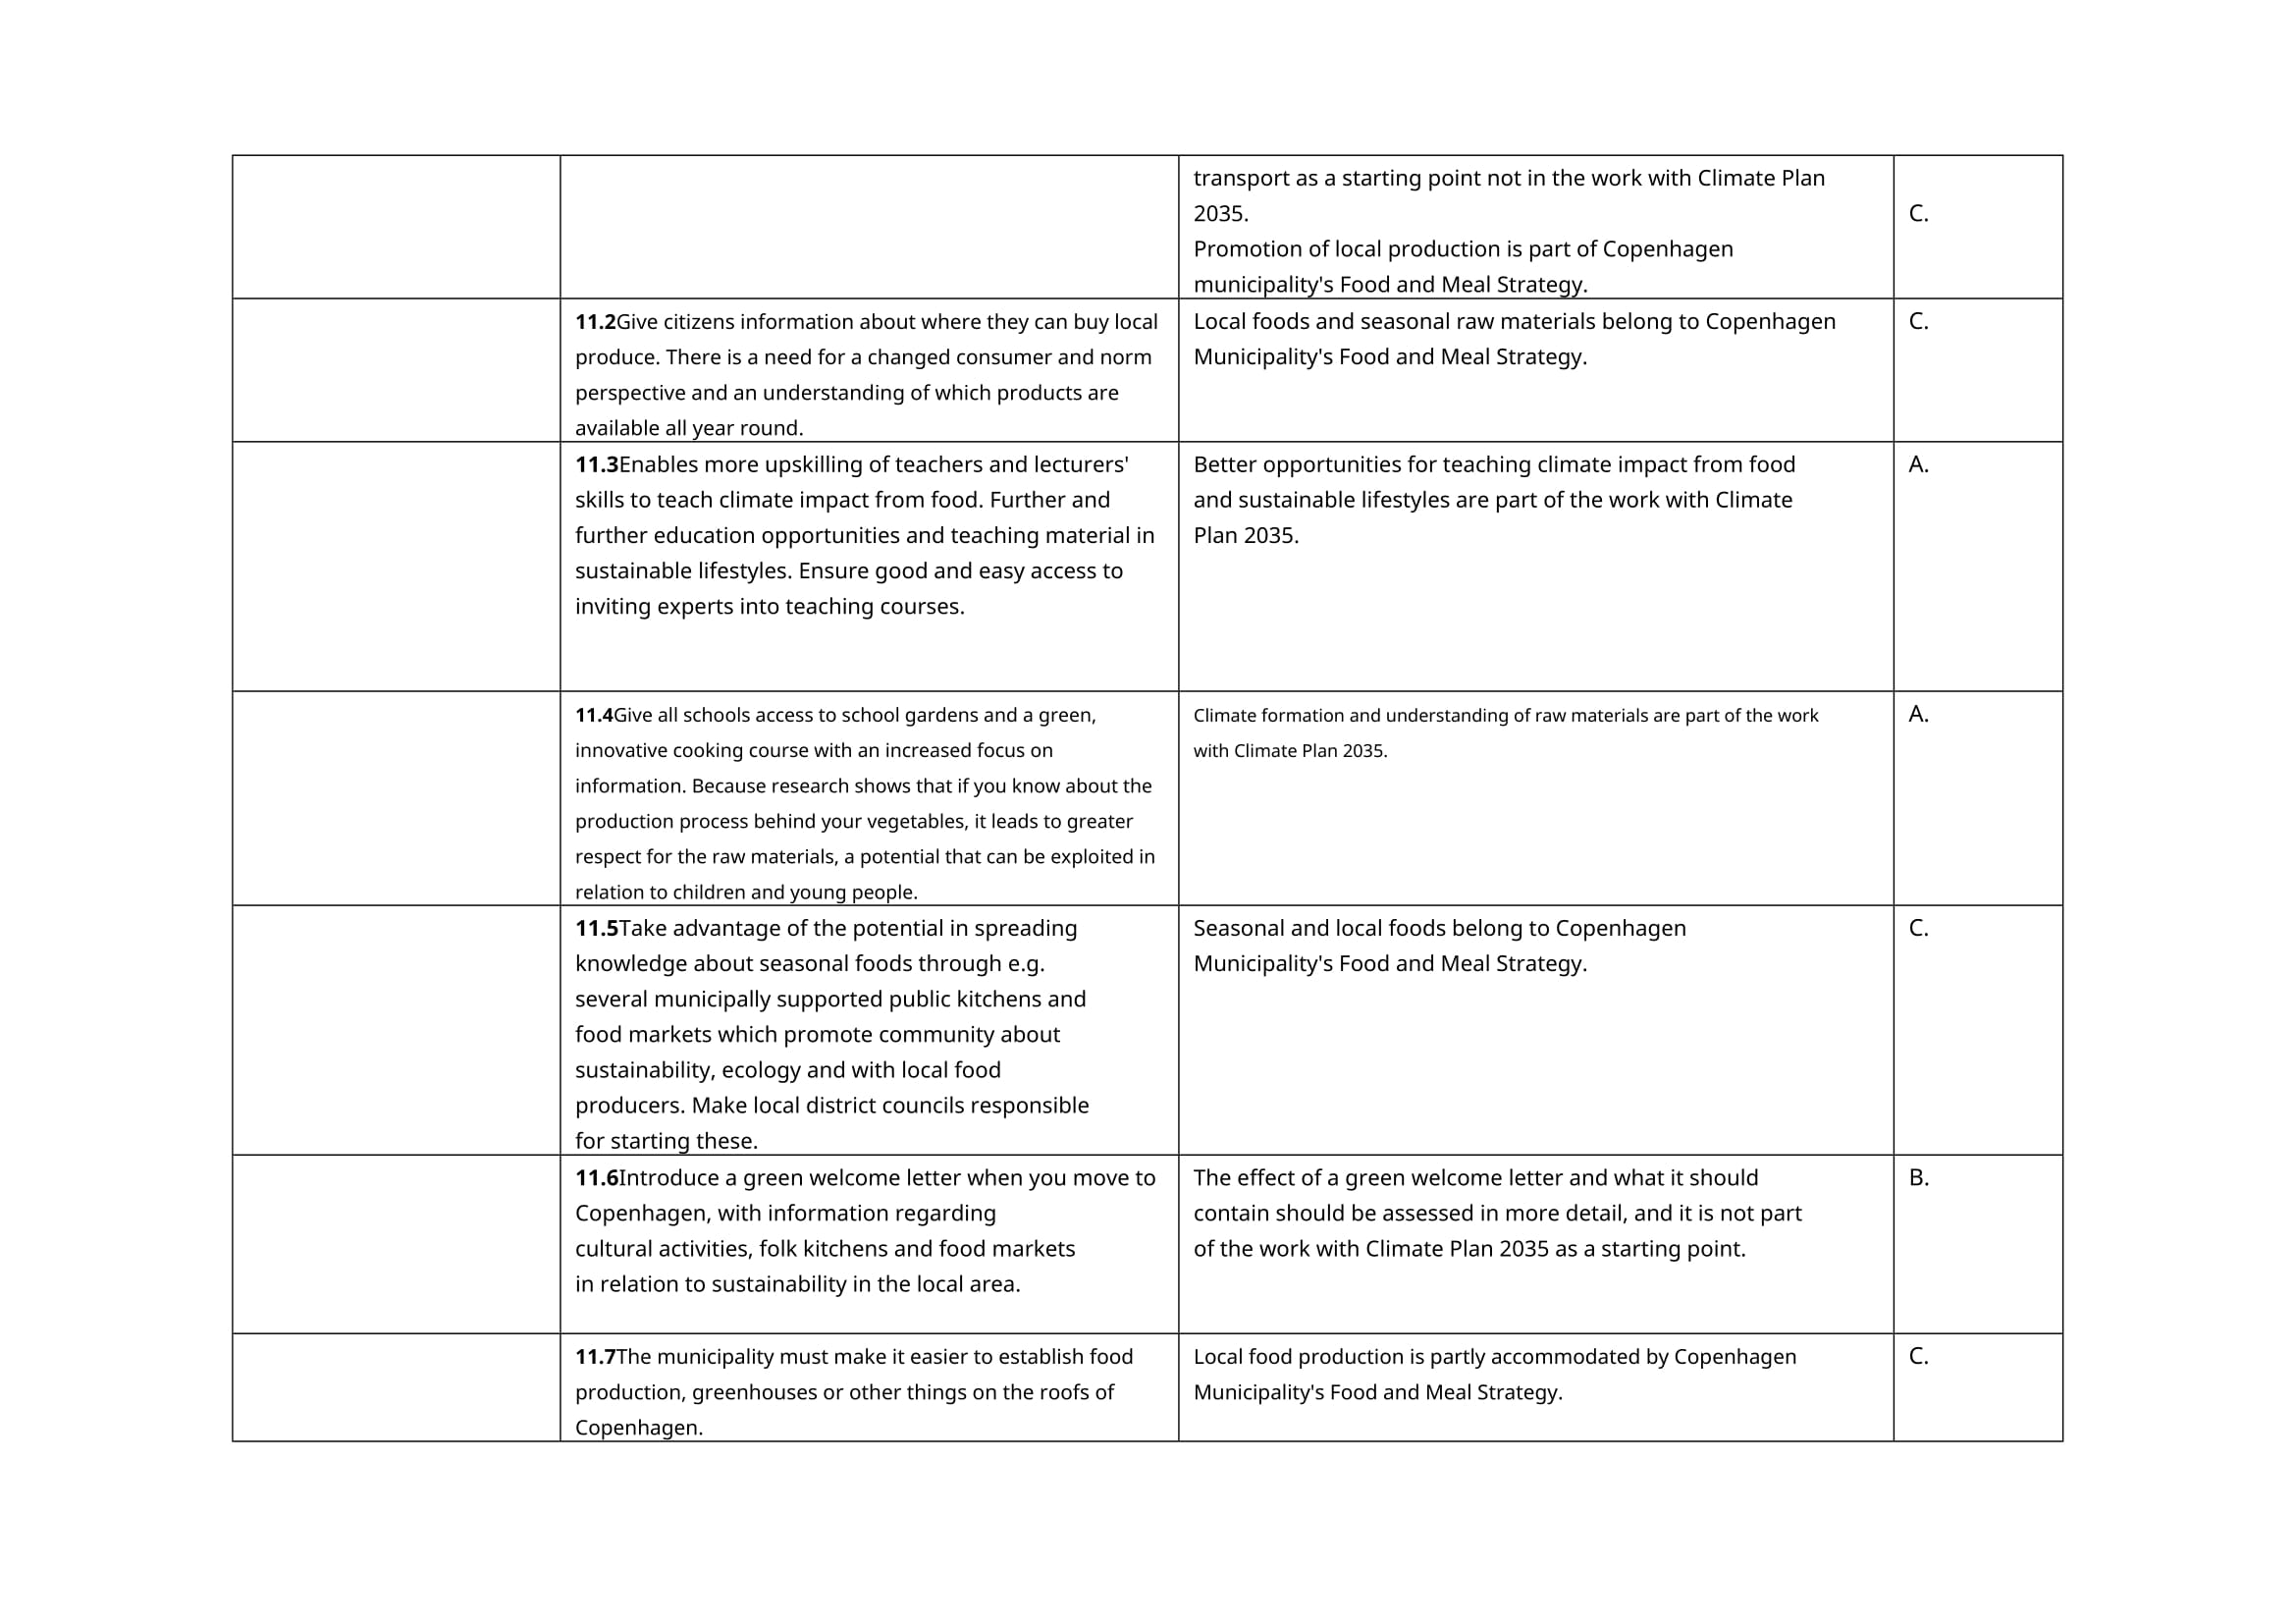 transport as a starting point not in the work with Climate Plan
2035.
Promotion of local production is part of Copenhagen
municipality's Food and Meal Strategy.
C.
11.2Give citizens information about where they can buy local
produce. There is a need for a changed consumer and norm
perspective and an understanding of which products are
available all year round.
Local foods and seasonal raw materials belong to Copenhagen
Municipality's Food and Meal Strategy.
C.
11.3Enables more upskilling of teachers and lecturers'
skills to teach climate impact from food. Further and
further education opportunities and teaching material in
sustainable lifestyles. Ensure good and easy access to
inviting experts into teaching courses.
Better opportunities for teaching climate impact from food
and sustainable lifestyles are part of the work with Climate
Plan 2035.
A.
11.4Give all schools access to school gardens and a green,
innovative cooking course with an increased focus on
information. Because research shows that if you know about the
production process behind your vegetables, it leads to greater
respect for the raw materials, a potential that can be exploited in
relation to children and young people.
Climate formation and understanding of raw materials are part of the work
with Climate Plan 2035.
A.
11.5Take advantage of the potential in spreading
knowledge about seasonal foods through e.g.
several municipally supported public kitchens and
food markets which promote community about
sustainability, ecology and with local food
producers. Make local district councils responsible
for starting these.
Seasonal and local foods belong to Copenhagen
Municipality's Food and Meal Strategy.
C.
11.6Introduce a green welcome letter when you move to
Copenhagen, with information regarding
cultural activities, folk kitchens and food markets
in relation to sustainability in the local area.
The effect of a green welcome letter and what it should
contain should be assessed in more detail, and it is not part
of the work with Climate Plan 2035 as a starting point.
B.
11.7The municipality must make it easier to establish food
production, greenhouses or other things on the roofs of
Copenhagen.
Local food production is partly accommodated by Copenhagen
Municipality's Food and Meal Strategy.
C.